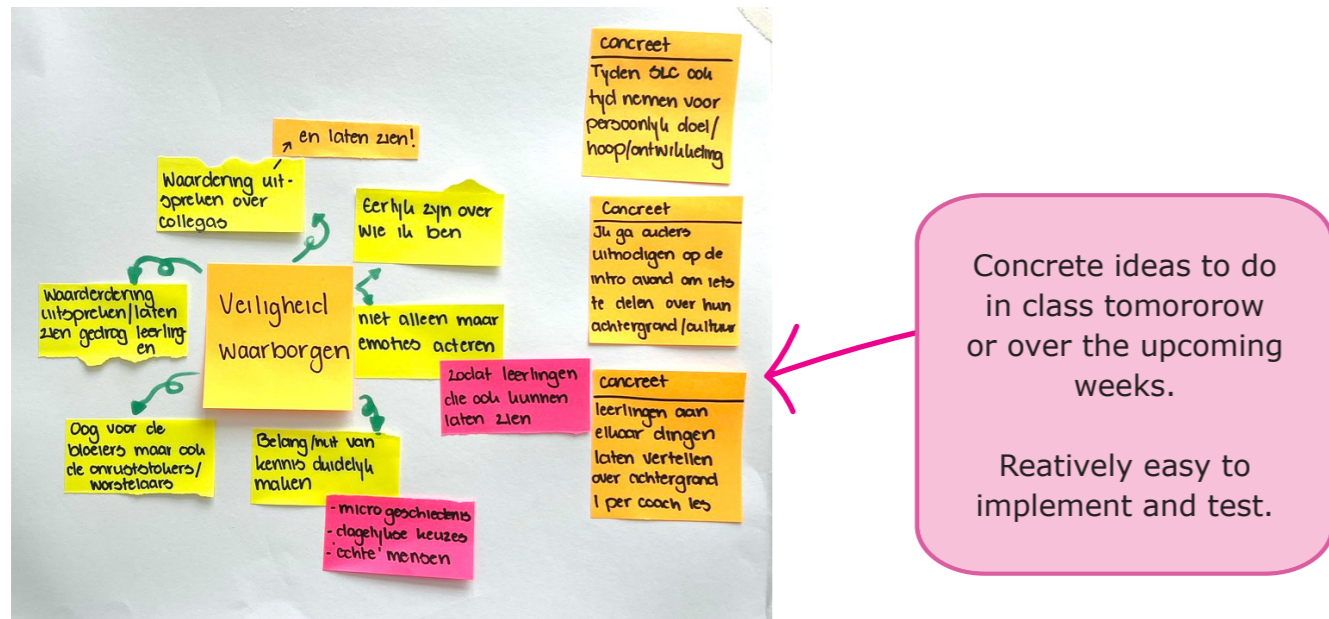 en laten zien!
Waardering uit-
spreken over
collegas
Eerlijk zijn over
wie ik ben
Waarderdering
uitspreken/laten
zien gedrag leerling
en
Veiligheid
waarborgen
niet alleen maar
emoties acteren
zodat leerlingen
die ook kunnen
laten zien
Oog voor de
bloeiers maar ook
de onruststokers/
worstelaars
Belang/nut van
kennis duidelijk
maken
- micro geschiedenis
- dagelijkse keuzes
- 'echte' mensen
concreet
Tijden SLC ook
tijd nemen voor
persoonlijk doel/
hoop/ontwikkeling
Concreet
Ik ga ouders
uitnodigen op de
intro avond om iets
te delen over hun
achtergrand/cultuur
concreet
leerlingen aan
elkaar dingen
laten vertellen
over achtergrond
1 per coach les
Concrete ideas to do
in class tomororow
or over the upcoming
weeks.
Reatively easy to
implement and test.